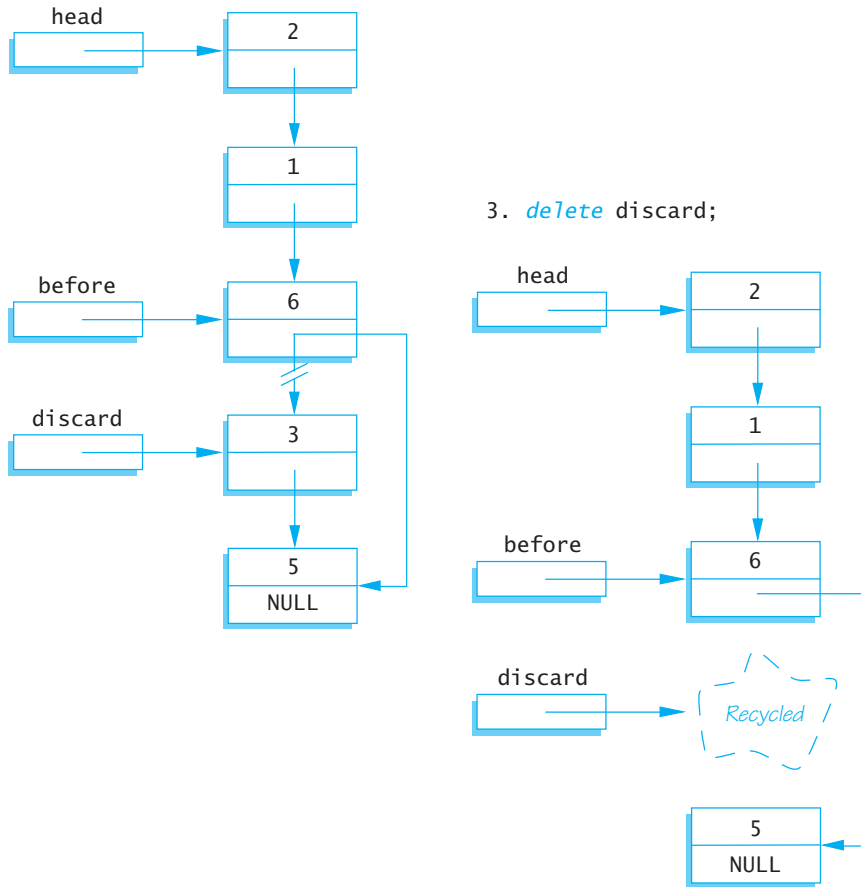 head
2
1
before
6
discard
3
5
NULL
3. delete discard;
head
2
1
before
6
discard
Recycled
5
NULL